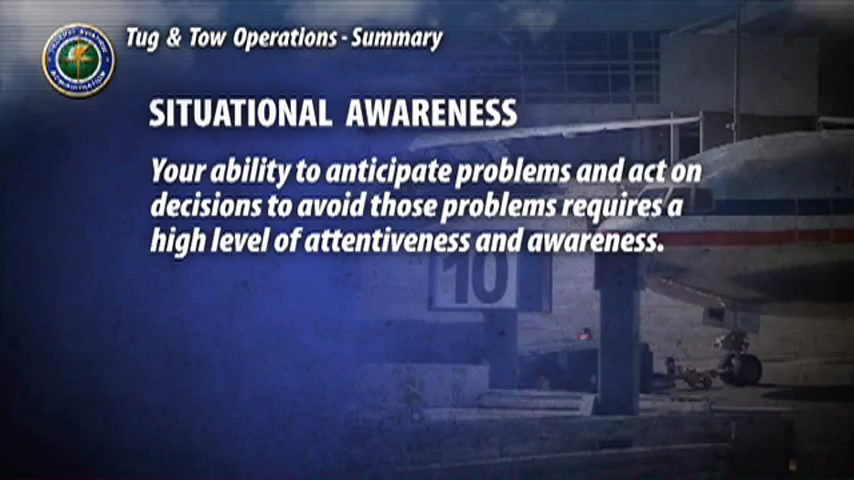 Tug & Tow Operations - Summary
SITUATIONAL AWARENESS
Your ability to anticipate problems and act on
decisions to avoid those problems requires a
high level of attentiveness and awareness.
10